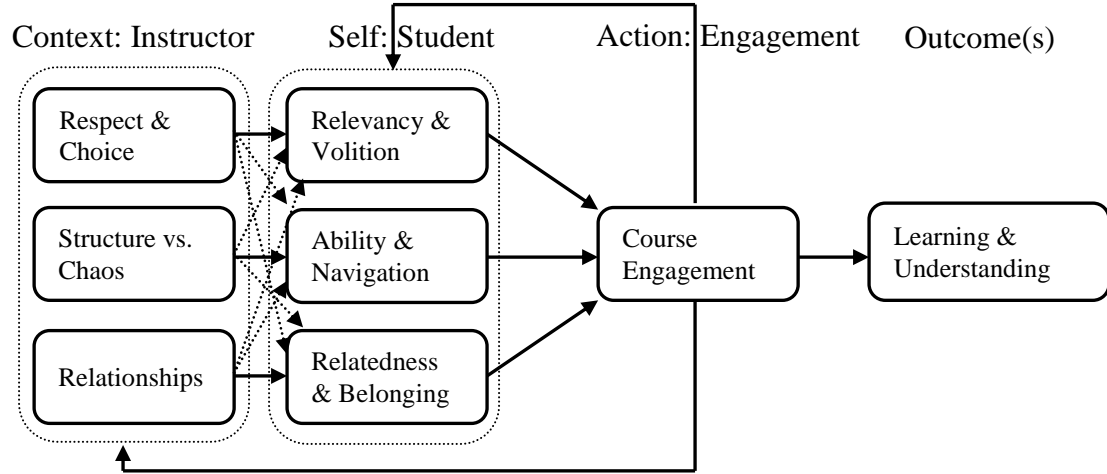 Context: Instructor
Self: Student
Action: Engagement
Outcome(s)
Respect &
Choice
Relevancy &
Volition
Structure vs.
Chaos
Ability &
Navigation
Course
Engagement
Learning &
Understanding
Relationships
Relatedness
& Belonging